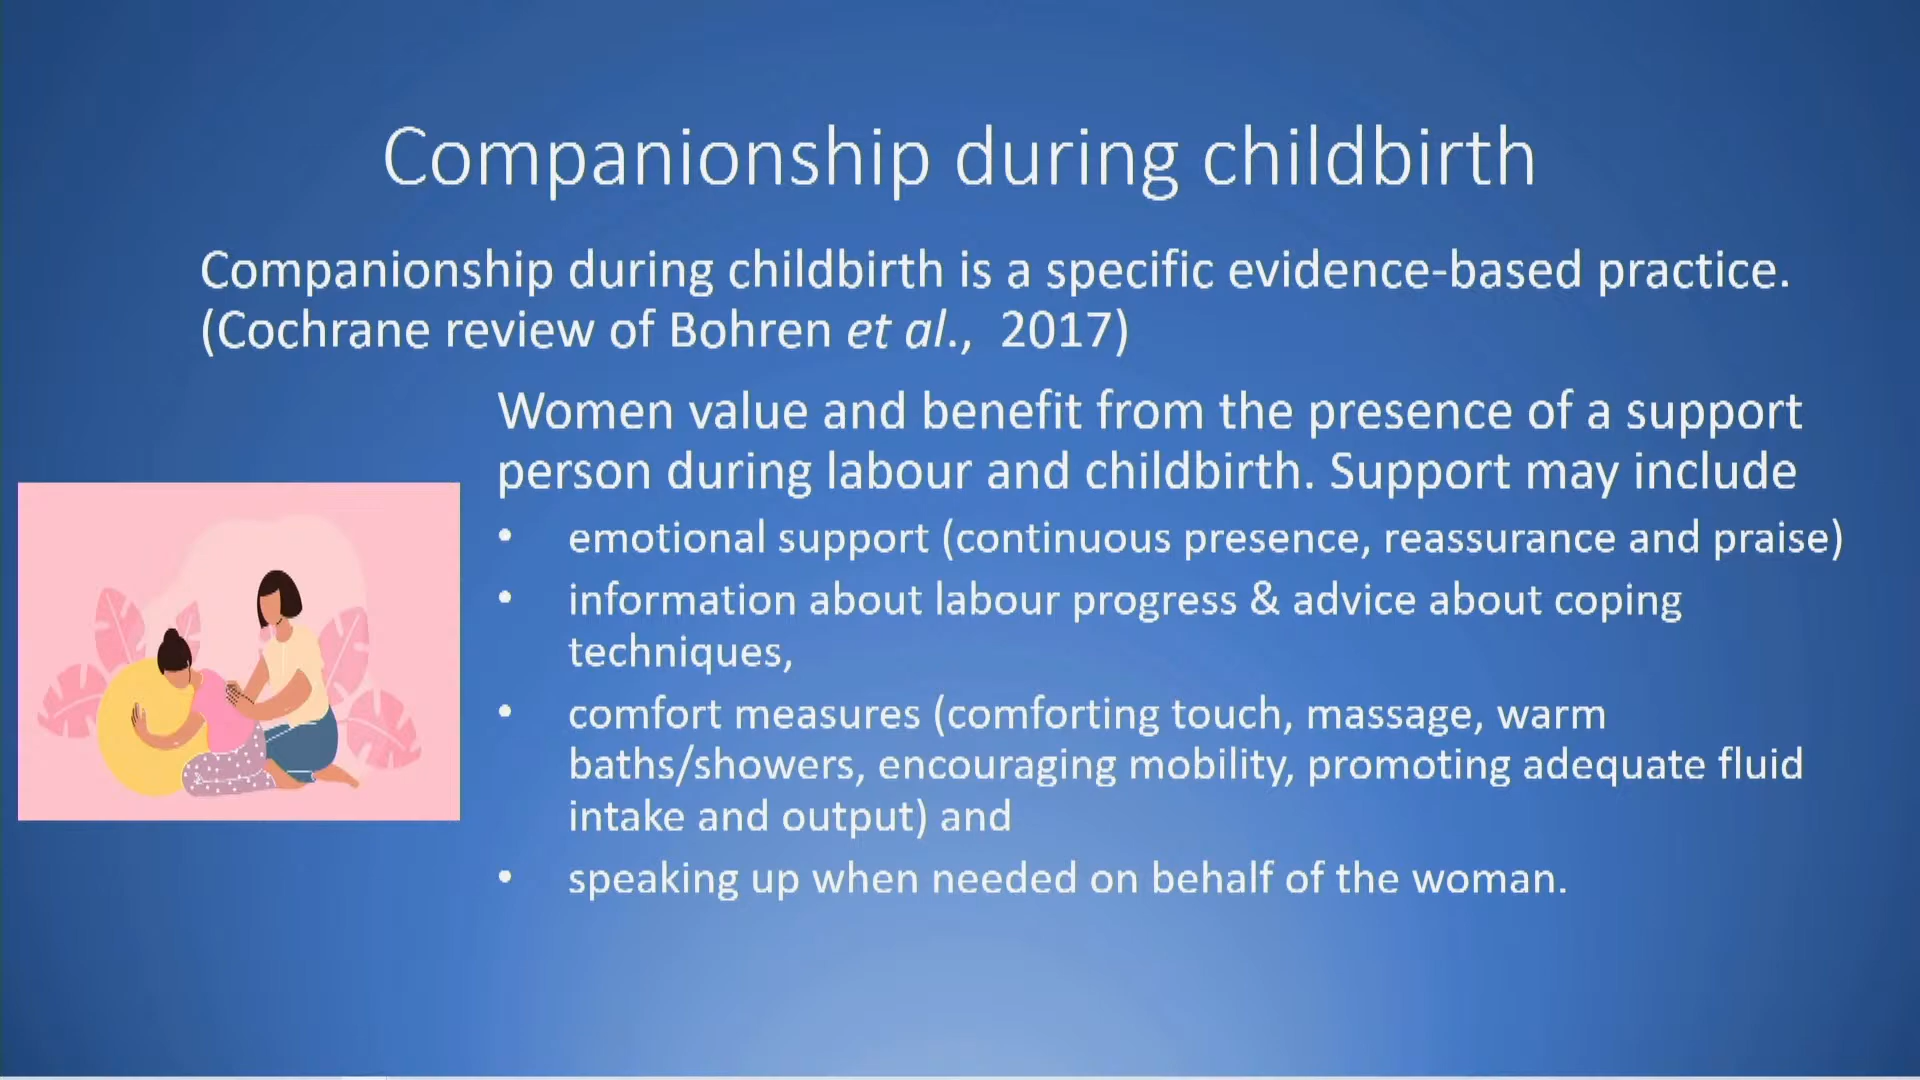 Companionship during childbirth
Companionship during childbirth is a specific evidence-based practice.
(Cochrane review of Bohren et al.,  2017)
Women value and benefit from the presence of a support
person during labour and childbirth. Support may include
• emotional support (continuous presence, reassurance and praise)
• information about labour progress & advice about coping
techniques,
• comfort measures (comforting touch, massage, warm
baths/showers, encouraging mobility, promoting adequate fluid
intake and output) and
• speaking up when needed on behalf of the woman.